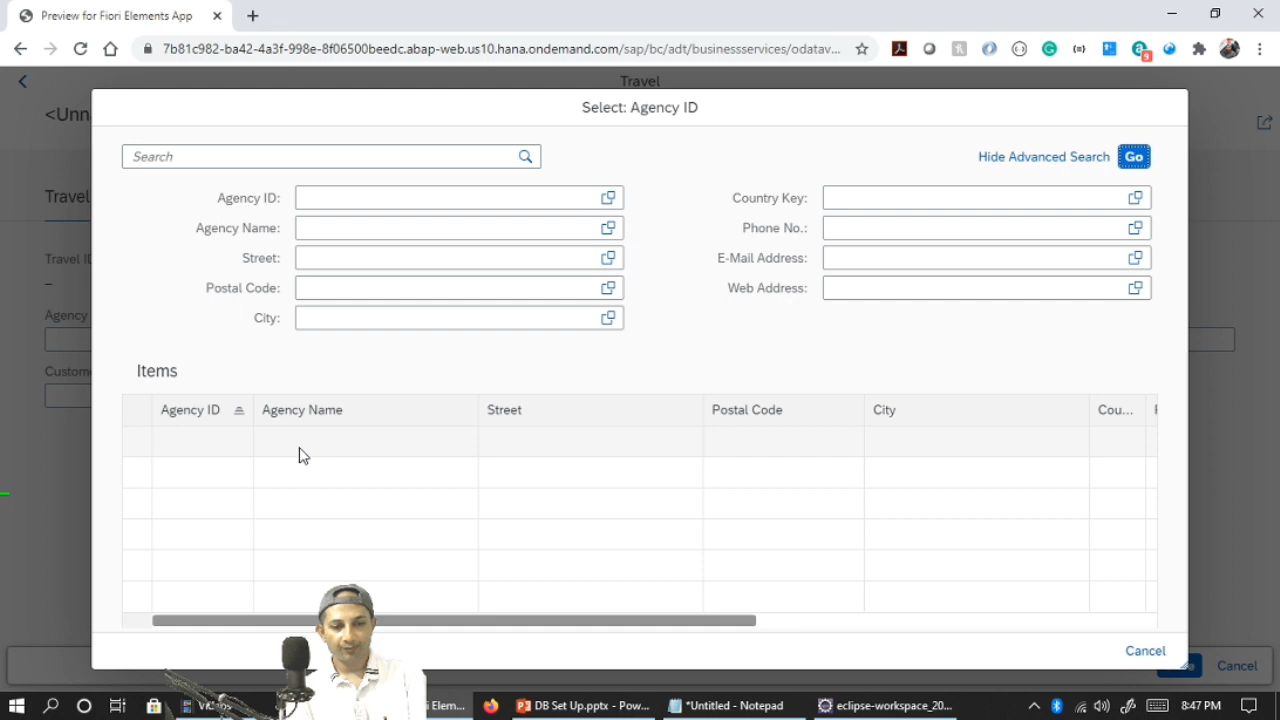 Preview for Fiori Elements App
7b81c982-ba42-4a3f-998e-8f06500beedc.abap-web.us10.hana.ondemand.com/sap/bc/adt/businessservices/odatav...
9
Travel
<Unn
Select: Agency ID
Search
Hide Advanced Search
Go
Travel
Agency ID:
Country Key:
Agency Name:
Phone No.:
Travel ID
Street:
E-Mail Address:
–
Postal Code:
Web Address:
Agency
City:
Custome
Items
Agency ID
Agency Name
Street
Postal Code
City
Cou...
Cancel
Cancel
i Elem...
DB Set Up.pptx - Pow...
*Untitled - Notepad
eclipse-workspace_20...
8:47 PM